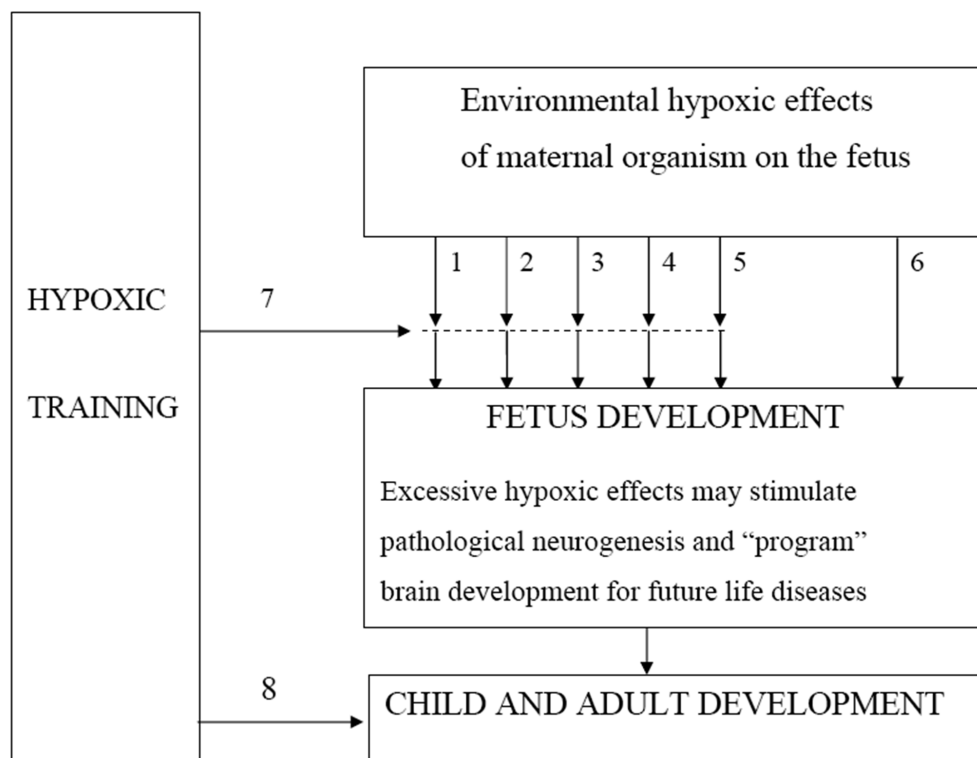 Environmental hypoxic effects
of maternal organism on the fetus
1 2 3 4 5 6
HYPOXIC
7
TRAINING
FETUS DEVELOPMENT
Excessive hypoxic effects may stimulate
pathological neurogenesis and “program”
brain development for future life diseases
8
CHILD AND ADULT DEVELOPMENT